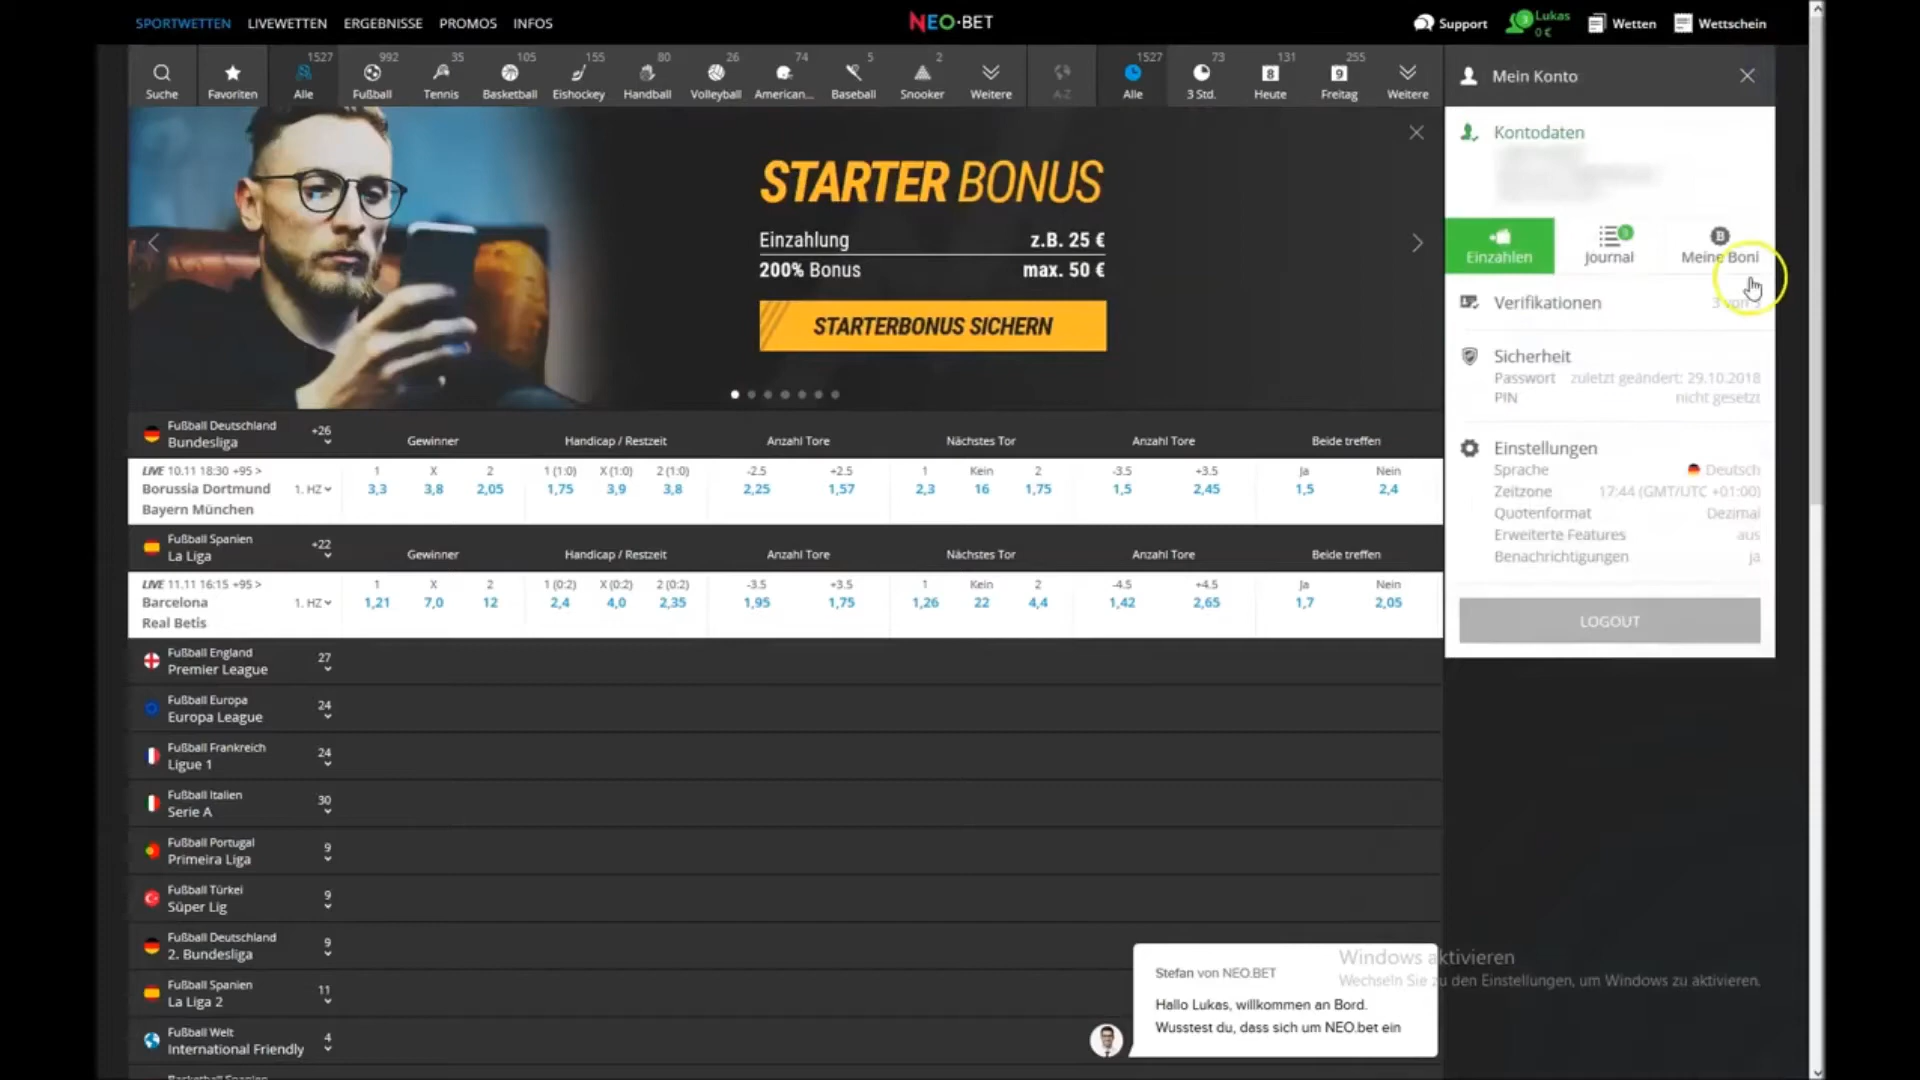 SPORTWETTEN LIVEWETTEN ERGEBNISSE PROMOS INFOS
NEO·BET
Support
3 Lukas
0 €
Wetten
Wettschein
1527 992 35 105 155 80 26 74 5 2 1527 73 131 255
8 9
Suche Favoriten Alle Fußball Tennis Basketball Eishockey Handball Volleyball American... Baseball Snooker Weitere A-Z Alle 3 Std. Heute Freitag Weitere
STARTER BONUS
Einzahlung z.B. 25 €
200% Bonus max. 50 €
STARTERBONUS SICHERN
Fußball Deutschland
Bundesliga
+26
Gewinner Handicap / Restzeit Anzahl Tore Nächstes Tor Anzahl Tore Beide treffen
LIVE 10.11 18:30 +95 > 1 X 2 1 (1:0) X (1:0) 2 (1:0) -2.5 +2.5 1 Kein 2 -3.5 +3.5 Ja Nein
Borussia Dortmund 1. HZ 3,3 3,8 2,05 1,75 3,9 3,8 2,25 1,57 2,3 16 1,75 1,5 2,45 1,5 2,4
Bayern München
Fußball Spanien
La Liga
+22
Gewinner Handicap / Restzeit Anzahl Tore Nächstes Tor Anzahl Tore Beide treffen
LIVE 11.11 16:15 +95 > 1 X 2 1 (0:2) X (0:2) 2 (0:2) -3.5 +3.5 1 Kein 2 -4.5 +4.5 Ja Nein
Barcelona 1. HZ 1,21 7,0 12 2,4 4,0 2,35 1,95 1,75 1,26 22 4,4 1,42 2,65 1,7 2,05
Real Betis
Fußball England
Premier League
27
Fußball Europa
Europa League
24
Fußball Frankreich
Ligue 1
24
Fußball Italien
Serie A
30
Fußball Portugal
Primeira Liga
9
Fußball Türkei
Süper Lig
9
Fußball Deutschland
2. Bundesliga
9
Fußball Spanien
La Liga 2
11
Fußball Welt
International Friendly
4
Mein Konto
Kontodaten
3
B
Einzahlen Journal Meine Boni
Verifikationen 3 von
Sicherheit
Passwort zuletzt geändert: 29.10.2018
PIN nicht gesetzt
Einstellungen
Sprache Deutsch
Zeitzone 17:44 (GMT/UTC +01:00)
Quotenformat Dezimal
Erweiterte Features aus
Benachrichtigungen ja
LOGOUT
Stefan von NEO.BET
Hallo Lukas, willkommen an Bord.
Wusstest du, dass sich um NEO.bet ein
Windows aktivieren
Wechseln Sie zu den Einstellungen, um Windows zu aktivieren.